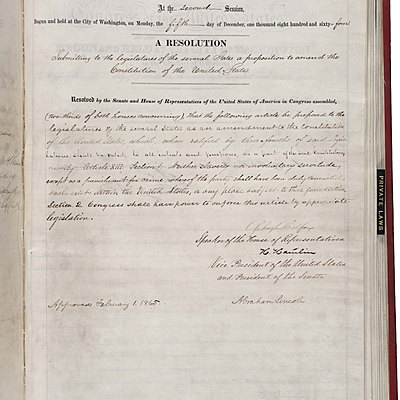 At the second Session,
Begun and held at the City of Washington, on Monday, the fifth day of December, one thousand eight hundred and sixty-four
A RESOLUTION
Submitting to the legislatures of the several States a proposition to amend the
Constitution of the United States.
Resolved by the Senate and House of Representatives of the United States of America in Congress assembled,
(two thirds of both houses concurring), That the following article be proposed to the
legislatures of the several states as an amendment to the Constitution
of the United States, which, when ratified by three-fourths of said
Legislatures shall be valid, to all intents and purposes, as a part of the said Constitution,
namely: Article XIII. Section 1. Neither slavery nor involuntary servitude,
except as a punishment for crime whereof the party shall have been duly convicted,
shall exist within the United States, or any place subject to their jurisdiction.
Section 2. Congress shall have power to enforce this article by appropriate
legislation.
Schuyler Colfax
Speaker of the House of Representatives.
H. Hamlin
Vice President of the United States
and President of the Senate.
Approved, February 1. 1865.
Abraham Lincoln
PRIVATE LAWS